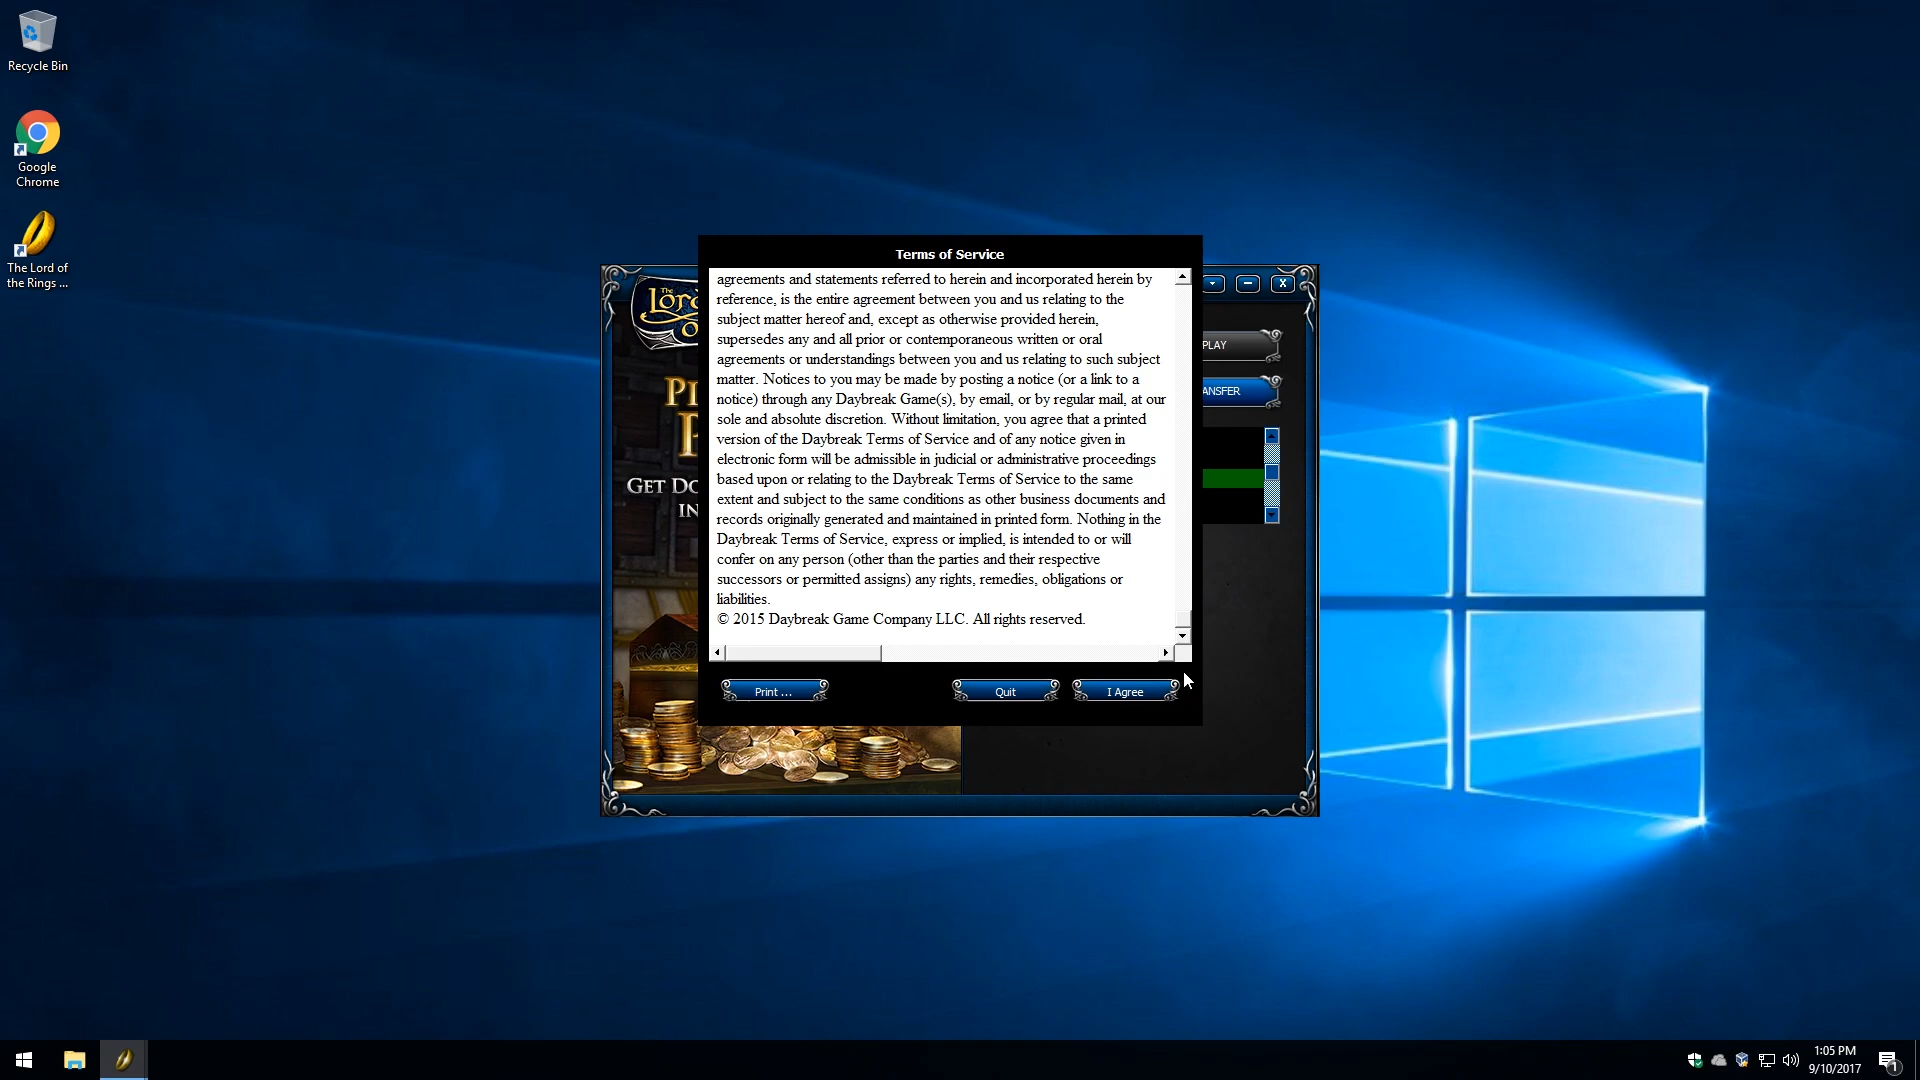 Recycle Bin
Google
Chrome
The Lord of
the Rings ...
Terms of Service
agreements and statements referred to herein and incorporated herein by
reference, is the entire agreement between you and us relating to the
subject matter hereof and, except as otherwise provided herein,
supersedes any and all prior or contemporaneous written or oral
agreements or understandings between you and us relating to such subject
matter. Notices to you may be made by posting a notice (or a link to a
notice) through any Daybreak Game(s), by email, or by regular mail, at our
sole and absolute discretion. Without limitation, you agree that a printed
version of the Daybreak Terms of Service and of any notice given in
electronic form will be admissible in judicial or administrative proceedings
based upon or relating to the Daybreak Terms of Service to the same
extent and subject to the same conditions as other business documents and
records originally generated and maintained in printed form. Nothing in the
Daybreak Terms of Service, express or implied, is intended to or will
confer on any person (other than the parties and their respective
successors or permitted assigns) any rights, remedies, obligations or
liabilities.
© 2015 Daybreak Game Company LLC. All rights reserved.
Print ...
Quit
I Agree
The
Lord
O
X
PLAY
ANSFER
P
GET DO
IN
1:05 PM
9/10/2017
1